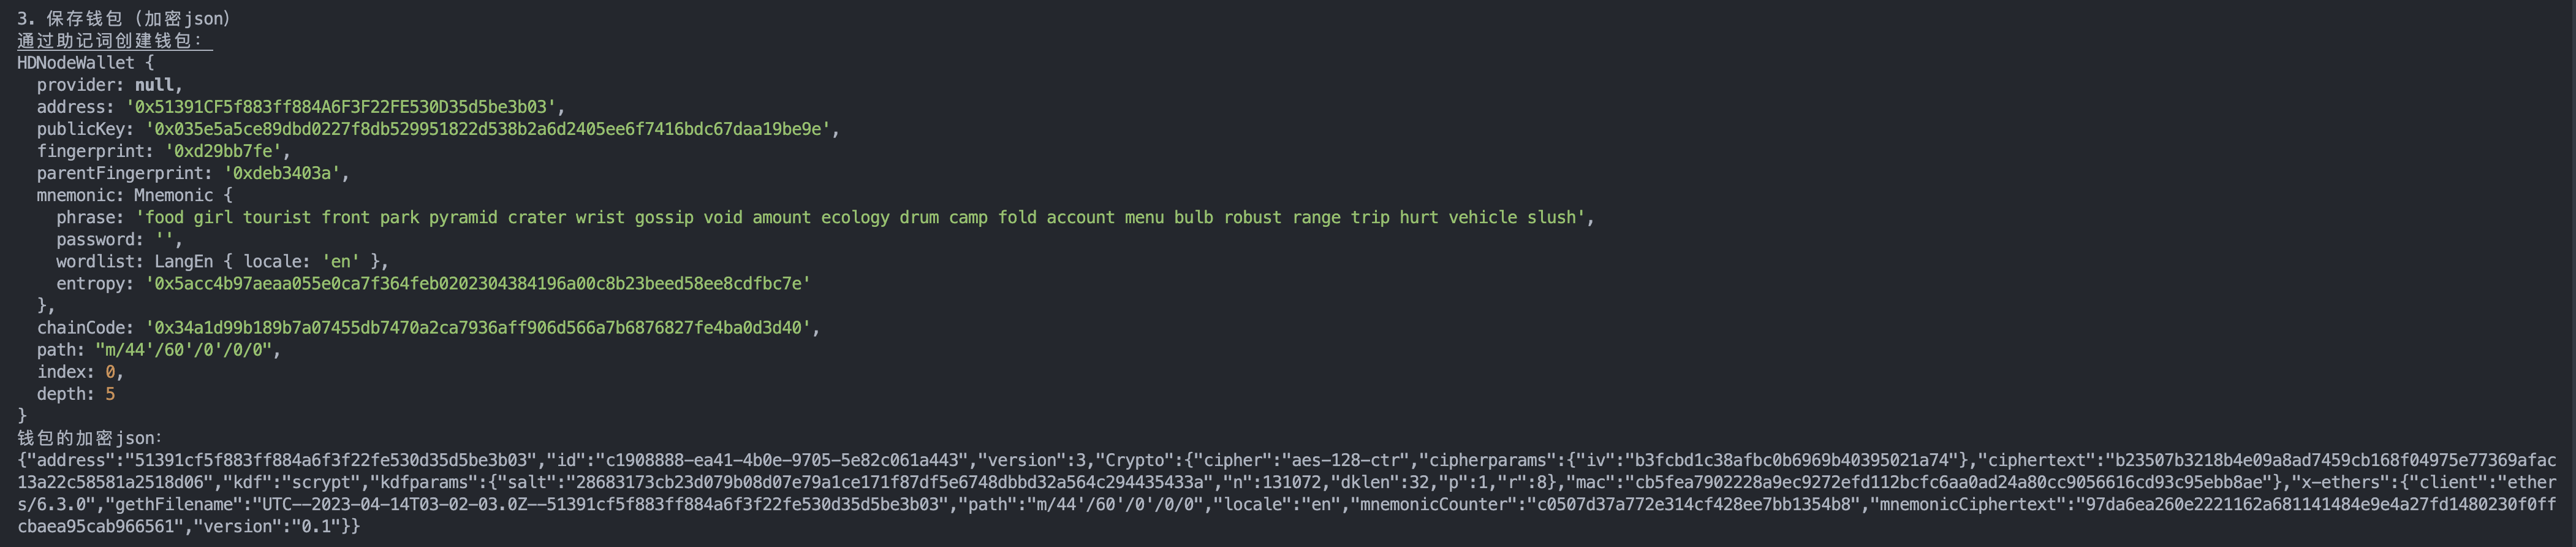 3. 保存钱包（加密json）
通过助记词创建钱包：
HDNodeWallet {
  provider: null,
  address: '0x51391CF5f883ff884A6F3F22FE530D35d5be3b03',
  publicKey: '0x035e5a5ce89dbd0227f8db529951822d538b2a6d2405ee6f7416bdc67daa19be9e',
  fingerprint: '0xd29bb7fe',
  parentFingerprint: '0xdeb3403a',
  mnemonic: Mnemonic {
    phrase: 'food girl tourist front park pyramid crater wrist gossip void amount ecology drum camp fold account menu bulb robust range trip hurt vehicle slush',
    password: '',
    wordlist: LangEn { locale: 'en' },
    entropy: '0x5acc4b97aeaa055e0ca7f364feb0202304384196a00c8b23beed58ee8cdfbc7e'
  },
  chainCode: '0x34a1d99b189b7a07455db7470a2ca7936aff906d566a7b6876827fe4ba0d3d40',
  path: "m/44'/60'/0'/0/0",
  index: 0,
  depth: 5
}
钱包的加密json：
{"address":"51391cf5f883ff884a6f3f22fe530d35d5be3b03","id":"c1908888-ea41-4b0e-9705-5e82c061a443","version":3,"Crypto":{"cipher":"aes-128-ctr","cipherparams":{"iv":"b3fcbd1c38afbc0b6969b40395021a74"},"ciphertext":"b23507b3218b4e09a8ad7459cb168f04975e77369afac
13a22c58581a2518d06","kdf":"scrypt","kdfparams":{"salt":"28683173cb23d079b08d07e79a1ce171f87df5e6748dbbd32a564c294435433a","n":131072,"dklen":32,"p":1,"r":8},"mac":"cb5fea7902228a9ec9272efd112bcfc6aa0ad24a80cc9056616cd93c95ebb8ae"},"x-ethers":{"client":"ether
s/6.3.0","gethFilename":"UTC--2023-04-14T03-02-03.0Z--51391cf5f883ff884a6f3f22fe530d35d5be3b03","path":"m/44'/60'/0'/0/0","locale":"en","mnemonicCounter":"c0507d37a772e314cf428ee7bb1354b8","mnemonicCiphertext":"97da6ea260e2221162a681141484e9e4a27fd1480230f0ff
cbaea95cab966561","version":"0.1"}}